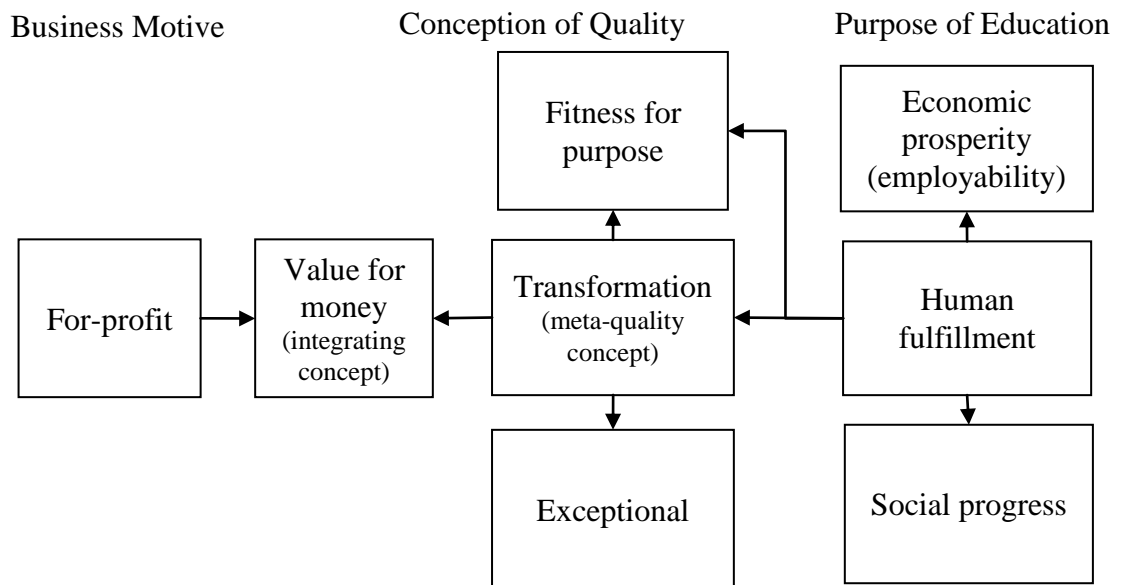 Business Motive
Conception of Quality
Purpose of Education
Fitness for
purpose
Economic
prosperity
(employability)
For-profit
Value for
money
(integrating
concept)
Transformation
(meta-quality
concept)
Human
fulfillment
Exceptional
Social progress